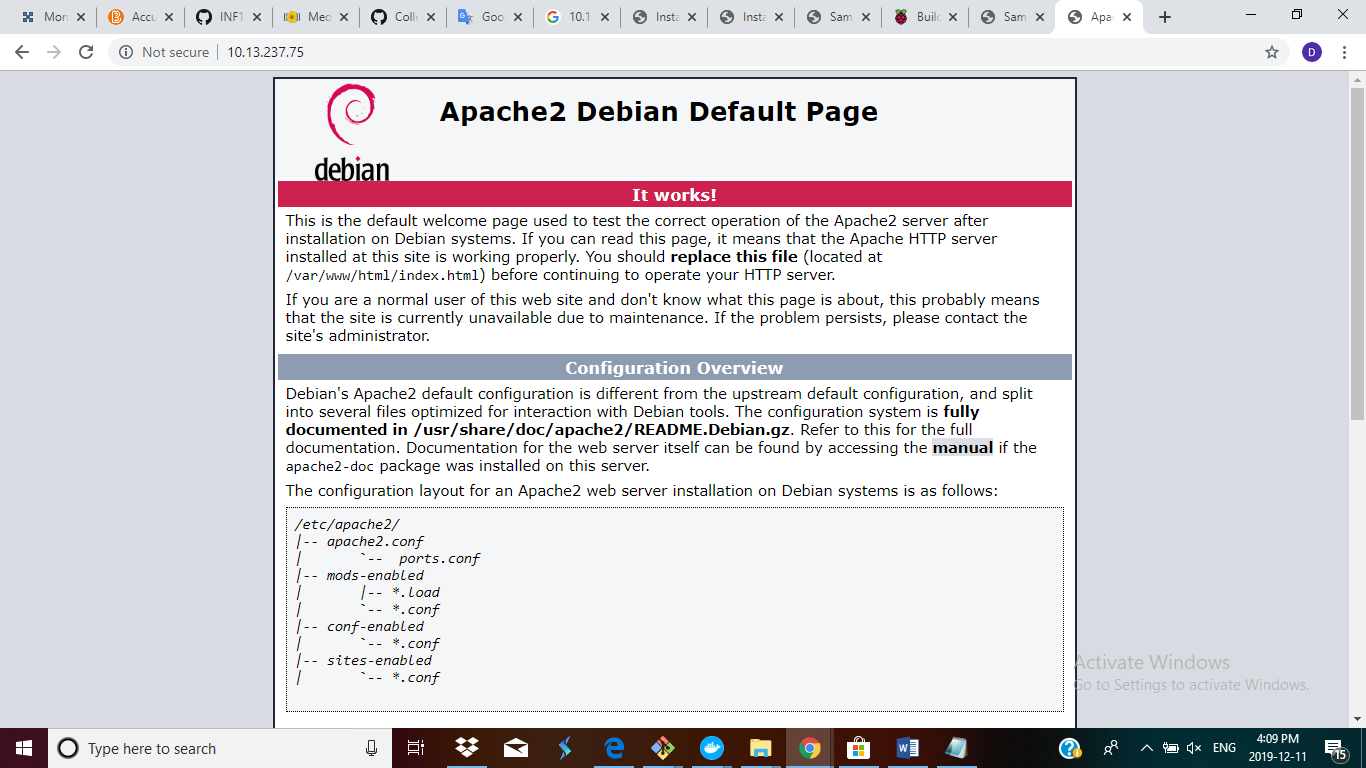 Mon
Accu
INF1
Med
Colle
Goo
10.1
Insta
Insta
Sam
Build
Sam
Apa
Not secure
10.13.237.75
D
debian
Apache2 Debian Default Page
It works!
This is the default welcome page used to test the correct operation of the Apache2 server after
installation on Debian systems. If you can read this page, it means that the Apache HTTP server
installed at this site is working properly. You should replace this file (located at
/var/www/html/index.html) before continuing to operate your HTTP server.
If you are a normal user of this web site and don't know what this page is about, this probably means
that the site is currently unavailable due to maintenance. If the problem persists, please contact the
site's administrator.
Configuration Overview
Debian's Apache2 default configuration is different from the upstream default configuration, and split
into several files optimized for interaction with Debian tools. The configuration system is fully
documented in /usr/share/doc/apache2/README.Debian.gz. Refer to this for the full
documentation. Documentation for the web server itself can be found by accessing the manual if the
apache2-doc package was installed on this server.
The configuration layout for an Apache2 web server installation on Debian systems is as follows:
/etc/apache2/
|-- apache2.conf
|       `--  ports.conf
|-- mods-enabled
|       |-- *.load
|       `-- *.conf
|-- conf-enabled
|       `-- *.conf
|-- sites-enabled
|       `-- *.conf
Activate Windows
Go to Settings to activate Windows.
Type here to search
ENG
4:09 PM
2019-12-11
15